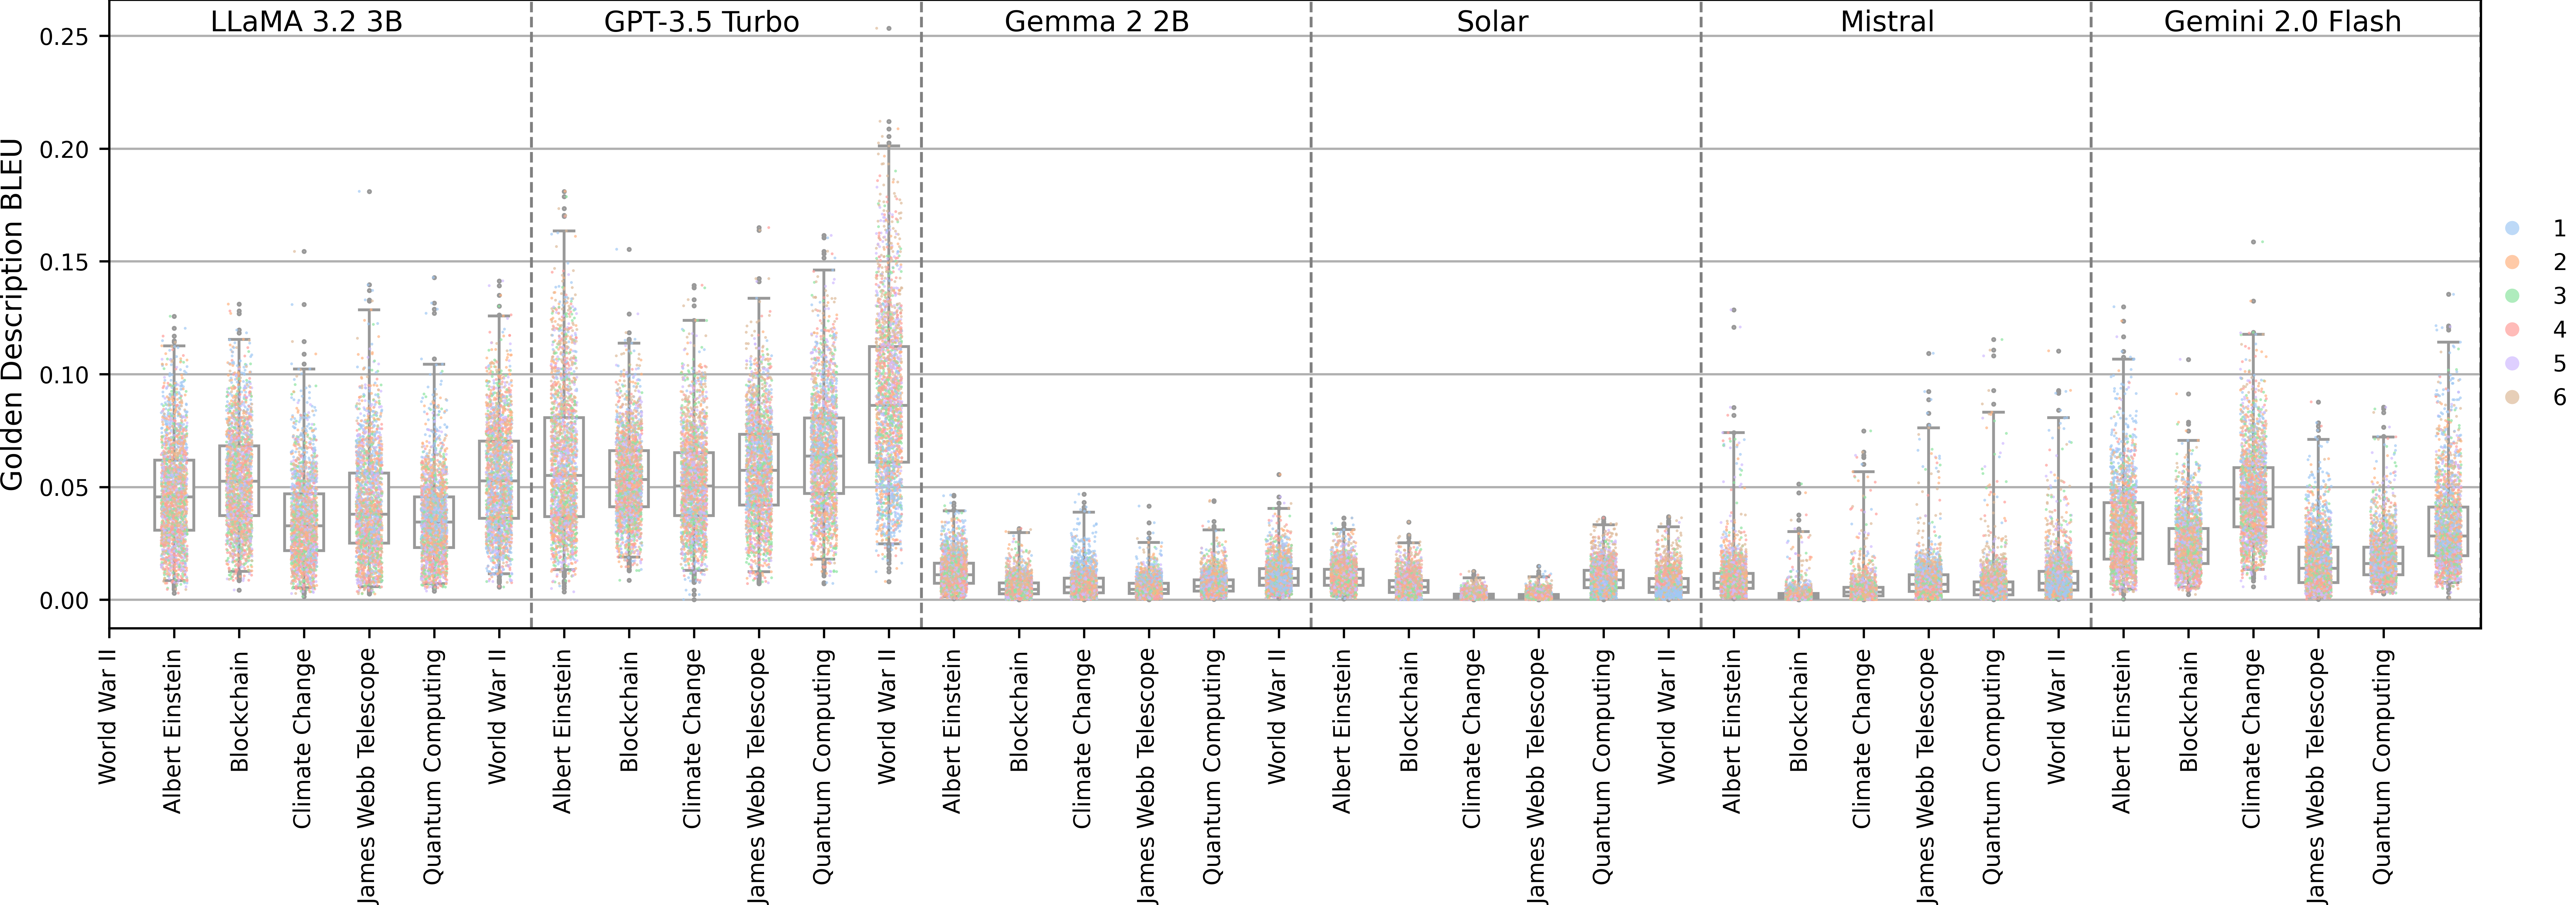 LLaMA 3.2 3B
GPT-3.5 Turbo
Gemma 2 2B
Solar
Mistral
Gemini 2.0 Flash
Golden Description BLEU
0.25
0.20
0.15
0.10
0.05
0.00
World War II
Albert Einstein
Blockchain
Climate Change
James Webb Telescope
Quantum Computing
World War II
Albert Einstein
Blockchain
Climate Change
James Webb Telescope
Quantum Computing
World War II
Albert Einstein
Blockchain
Climate Change
James Webb Telescope
Quantum Computing
World War II
Albert Einstein
Blockchain
Climate Change
James Webb Telescope
Quantum Computing
World War II
Albert Einstein
Blockchain
Climate Change
James Webb Telescope
Quantum Computing
World War II
Albert Einstein
Blockchain
Climate Change
James Webb Telescope
Quantum Computing
1
2
3
4
5
6